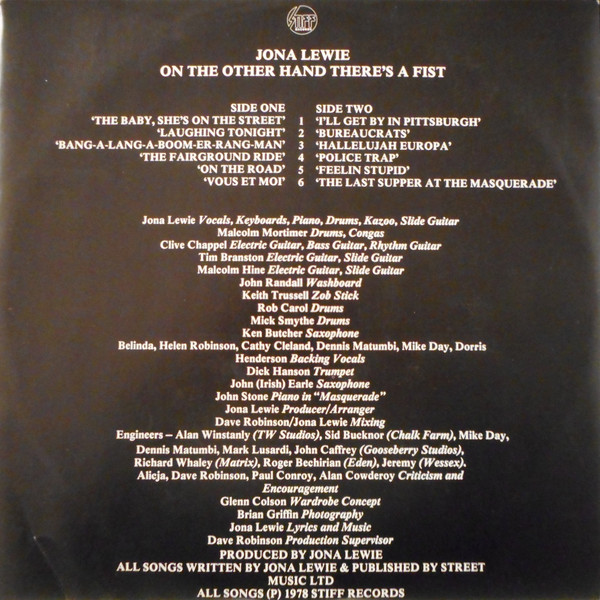 STIFF
RECORDS
JONA LEWIE
ON THE OTHER HAND THERE'S A FIST
SIDE ONE SIDE TWO
'THE BABY, SHE'S ON THE STREET' 1 'I'LL GET BY IN PITTSBURGH'
'LAUGHING TONIGHT' 2 'BUREAUCRATS'
'BANG-A-LANG-A-BOOM-ER-RANG-MAN' 3 'HALLELUJAH EUROPA'
'THE FAIRGROUND RIDE' 4 'POLICE TRAP'
'ON THE ROAD' 5 'FEELIN STUPID'
'VOUS ET MOI' 6 'THE LAST SUPPER AT THE MASQUERADE'
Jona Lewie Vocals, Keyboards, Piano, Drums, Kazoo, Slide Guitar
Malcolm Mortimer Drums, Congas
Clive Chappel Electric Guitar, Bass Guitar, Rhythm Guitar
Tim Branston Electric Guitar, Slide Guitar
Malcolm Hine Electric Guitar, Slide Guitar
John Randall Washboard
Keith Trussell Zob Stick
Rob Carol Drums
Mick Smythe Drums
Ken Butcher Saxophone
Belinda, Helen Robinson, Cathy Cleland, Dennis Matumbi, Mike Day, Dorris
Henderson Backing Vocals
Dick Hanson Trumpet
John (Irish) Earle Saxophone
John Stone Piano in "Masquerade"
Jona Lewie Producer/Arranger
Dave Robinson/Jona Lewie Mixing
Engineers – Alan Winstanly (TW Studios), Sid Bucknor (Chalk Farm), Mike Day,
Dennis Matumbi, Mark Lusardi, John Caffrey (Gooseberry Studios),
Richard Whaley (Matrix), Roger Bechirian (Eden), Jeremy (Wessex).
Alicja, Dave Robinson, Paul Conroy, Alan Cowderoy Criticism and
Encouragement
Glenn Colson Wardrobe Concept
Brian Griffin Photography
Jona Lewie Lyrics and Music
Dave Robinson Production Supervisor
PRODUCED BY JONA LEWIE
ALL SONGS WRITTEN BY JONA LEWIE & PUBLISHED BY STREET
MUSIC LTD
ALL SONGS (P) 1978 STIFF RECORDS